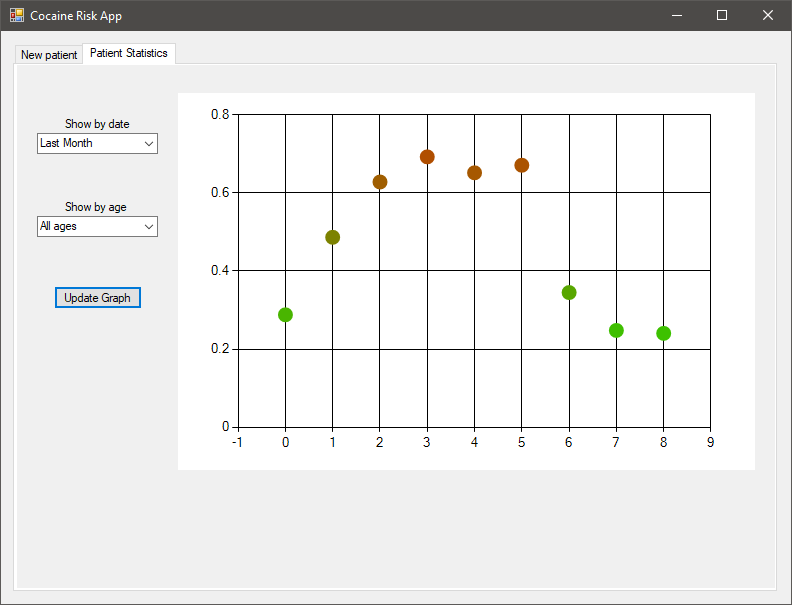 Cocaine Risk App
New patient
Patient Statistics
Show by date
Last Month
Show by age
All ages
Update Graph
0.8
0.6
0.4
0.2
0
-1 0 1 2 3 4 5 6 7 8 9